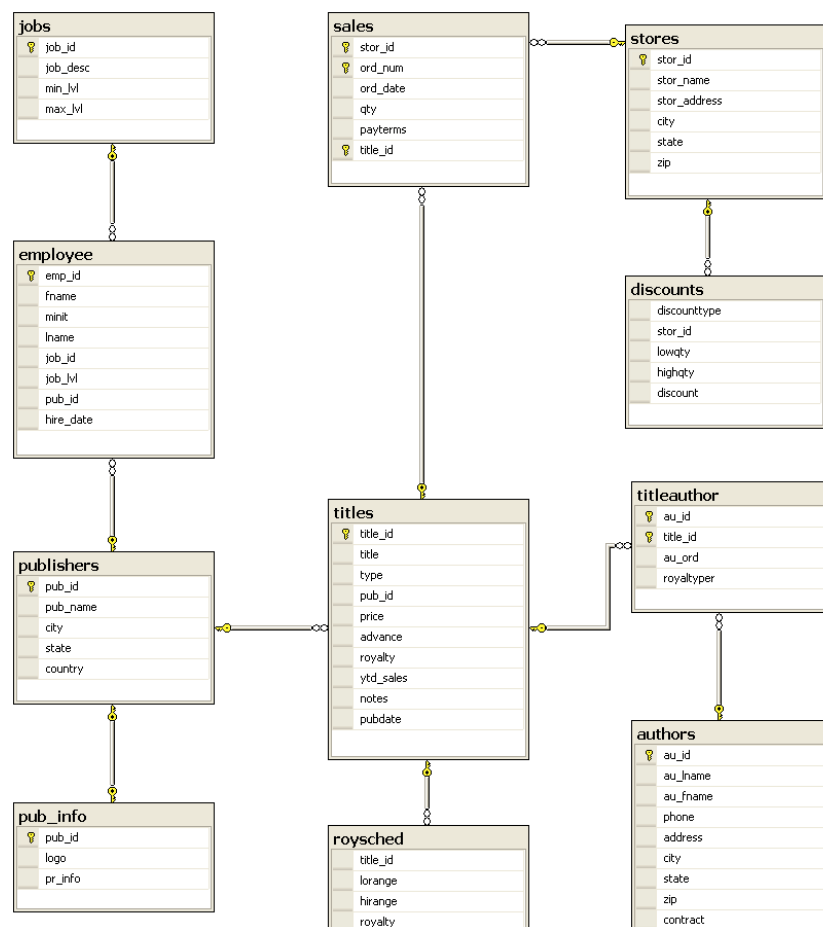 jobs
job_id
job_desc
min_lvl
max_lvl
sales
stor_id
ord_num
ord_date
qty
payterms
title_id
stores
stor_id
stor_name
stor_address
city
state
zip
employee
emp_id
fname
minit
lname
job_id
job_lvl
pub_id
hire_date
discounts
discounttype
stor_id
lowqty
highqty
discount
titles
title_id
title
type
pub_id
price
advance
royalty
ytd_sales
notes
pubdate
titleauthor
au_id
title_id
au_ord
royaltyper
publishers
pub_id
pub_name
city
state
country
authors
au_id
au_lname
au_fname
phone
address
city
state
zip
contract
pub_info
pub_id
logo
pr_info
roysched
title_id
lorange
hirange
royalty